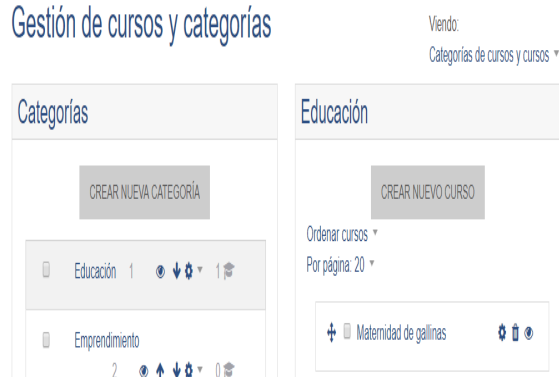 Gestión de cursos y categorías
Viendo:
Categorías de cursos y cursos
Categorías
CREAR NUEVA CATEGORÍA
Educación 1 1
Emprendimiento
2 0
Educación
CREAR NUEVO CURSO
Ordenar cursos
Por página: 20
Maternidad de gallinas